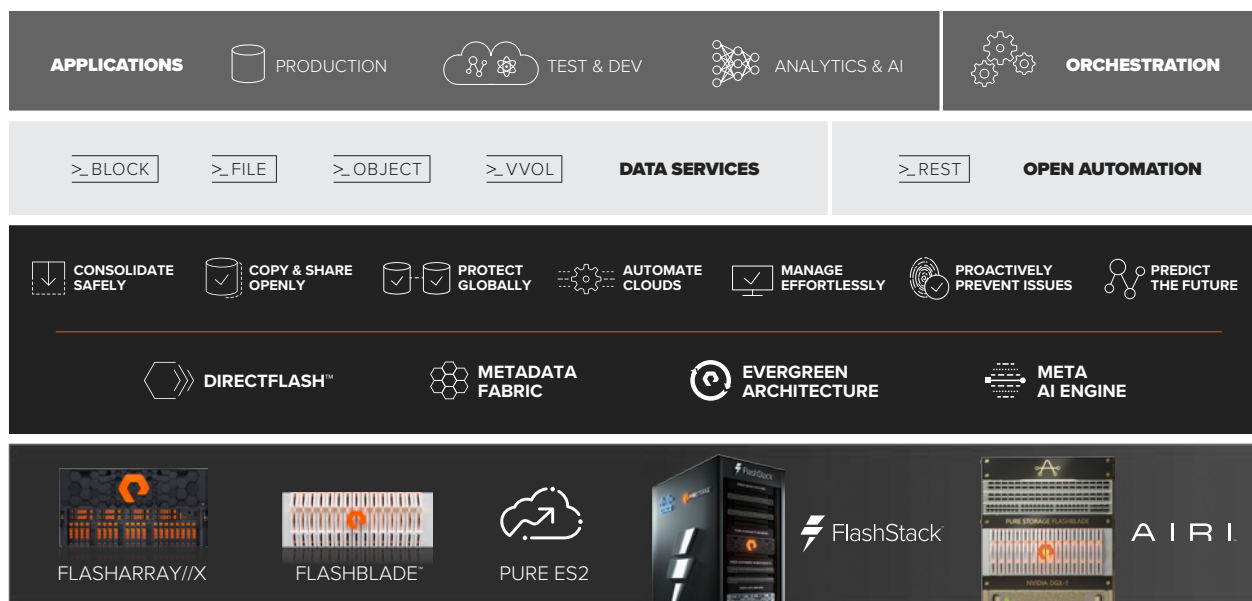 APPLICATIONS PRODUCTION TEST & DEV ANALYTICS & AI ORCHESTRATION
>_BLOCK >_FILE >_OBJECT >_VVOL DATA SERVICES >_REST OPEN AUTOMATION
CONSOLIDATE
SAFELY
COPY & SHARE
OPENLY
PROTECT
GLOBALLY
AUTOMATE
CLOUDS
MANAGE
EFFORTLESSLY
PROACTIVELY
PREVENT ISSUES
PREDICT
THE FUTURE
DIRECTFLASH™
METADATA
FABRIC
EVERGREEN
ARCHITECTURE
META
AI ENGINE
FLASHARRAY//X
FLASHBLADE™
PURE ES2
FlashStack
FlashStack
PURE STORAGE FLASHBLADE
NVIDIA DGX-1
AIRI